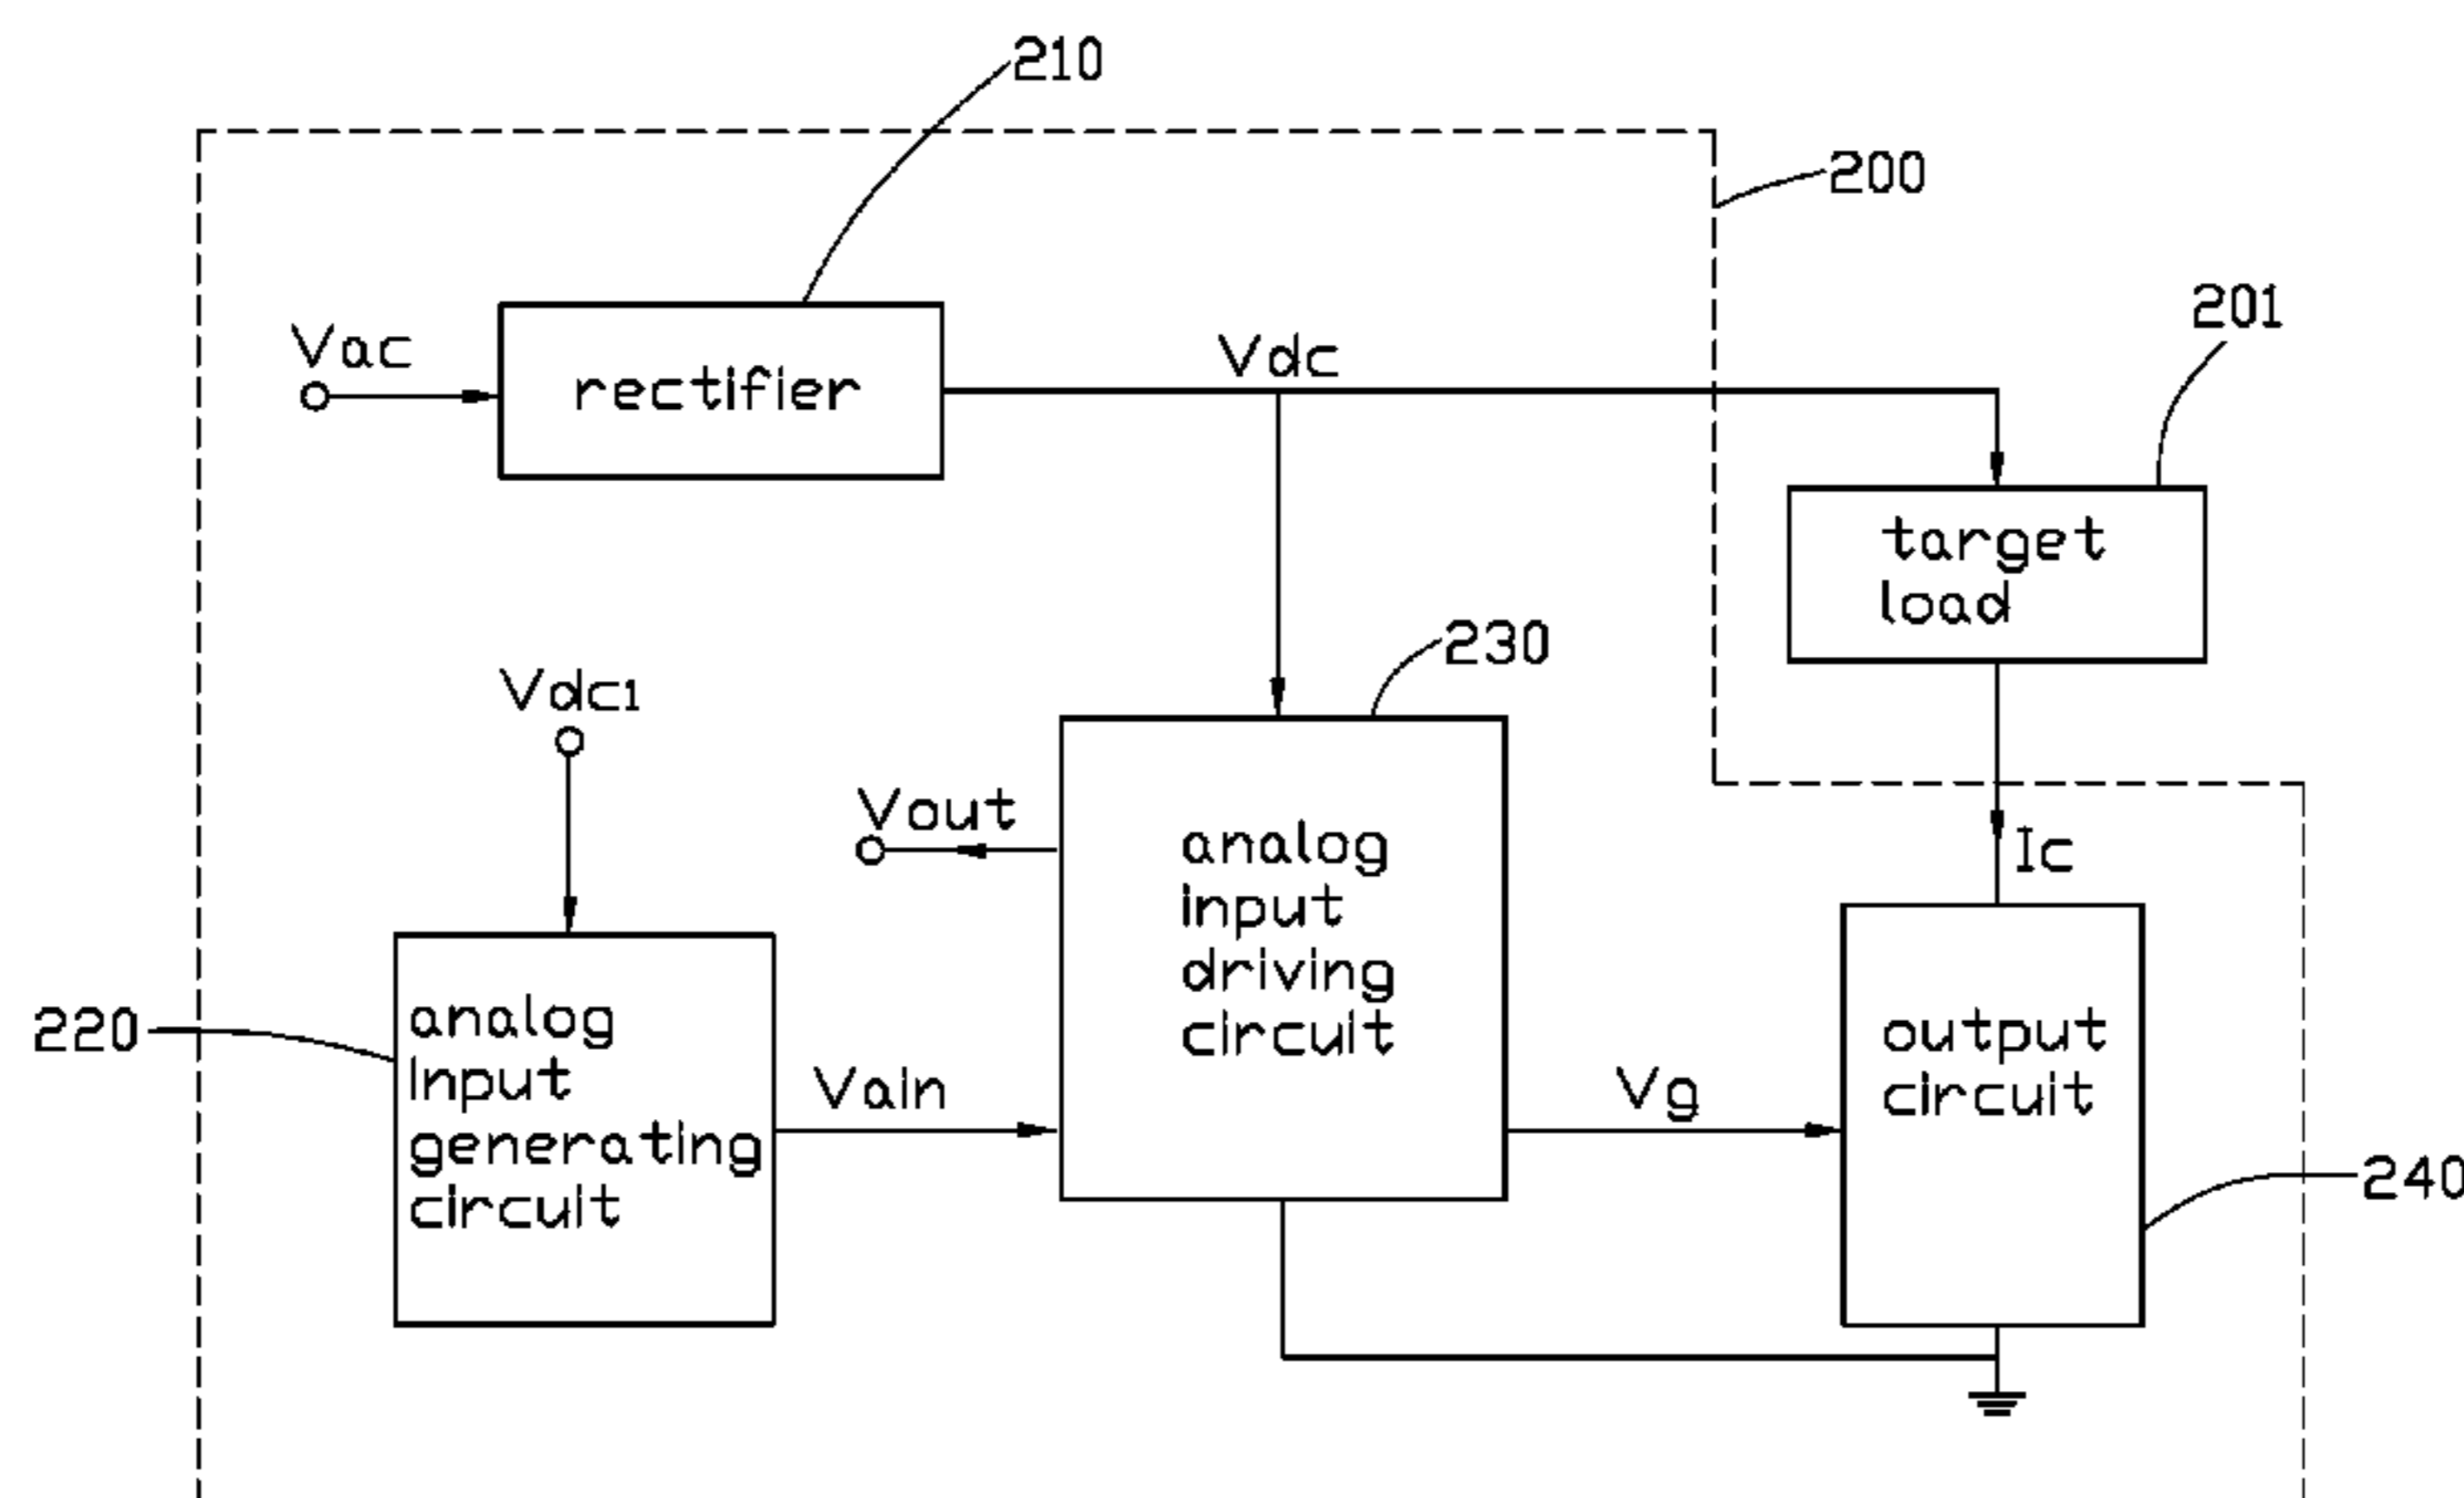 210
200
201
Vac
rectifier
Vdc
target
load
230
Vdc1
Vout
analog
input
driving
circuit
Ic
220
analog
input
generating
circuit
Vain
Vg
output
circuit
240